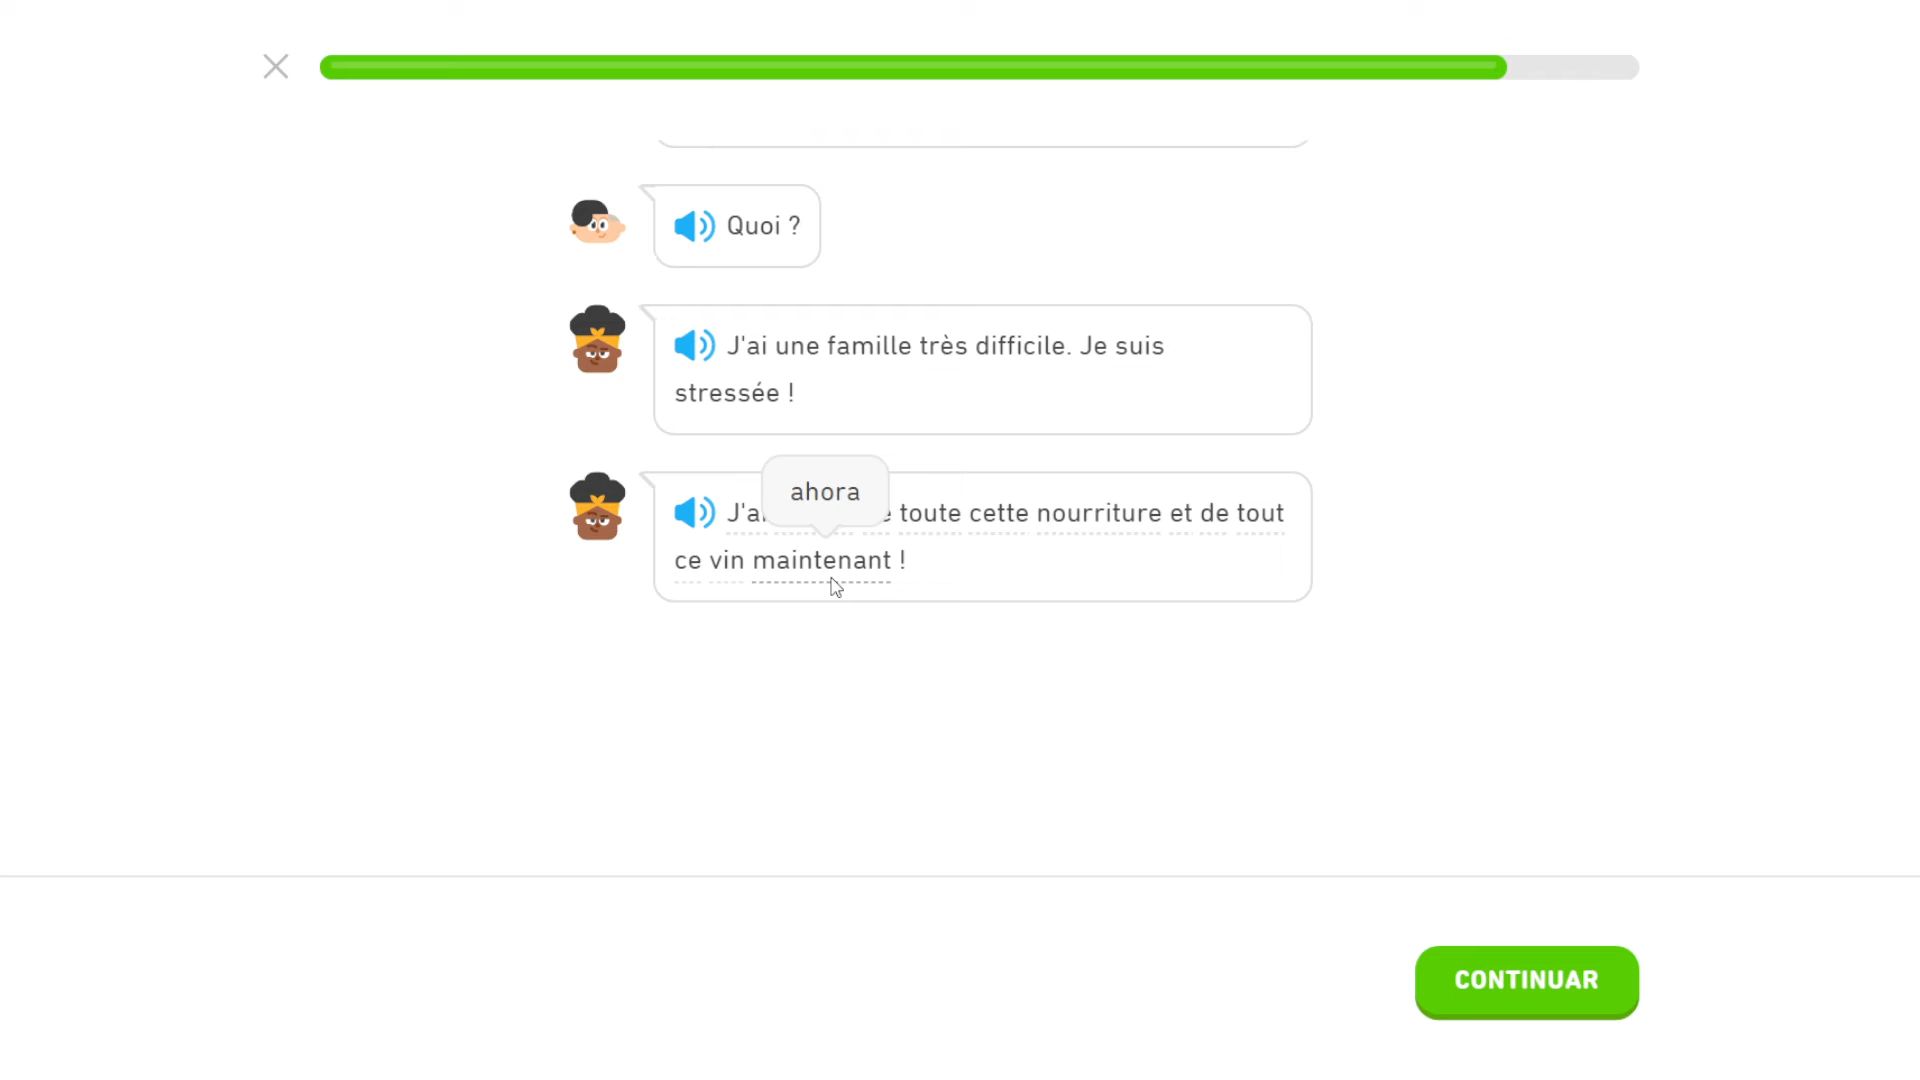 Quoi ?
J'ai une famille très difficile. Je suis
stressée !
ahora
toute cette nourriture et de tout
ce vin maintenant !
CONTINUAR